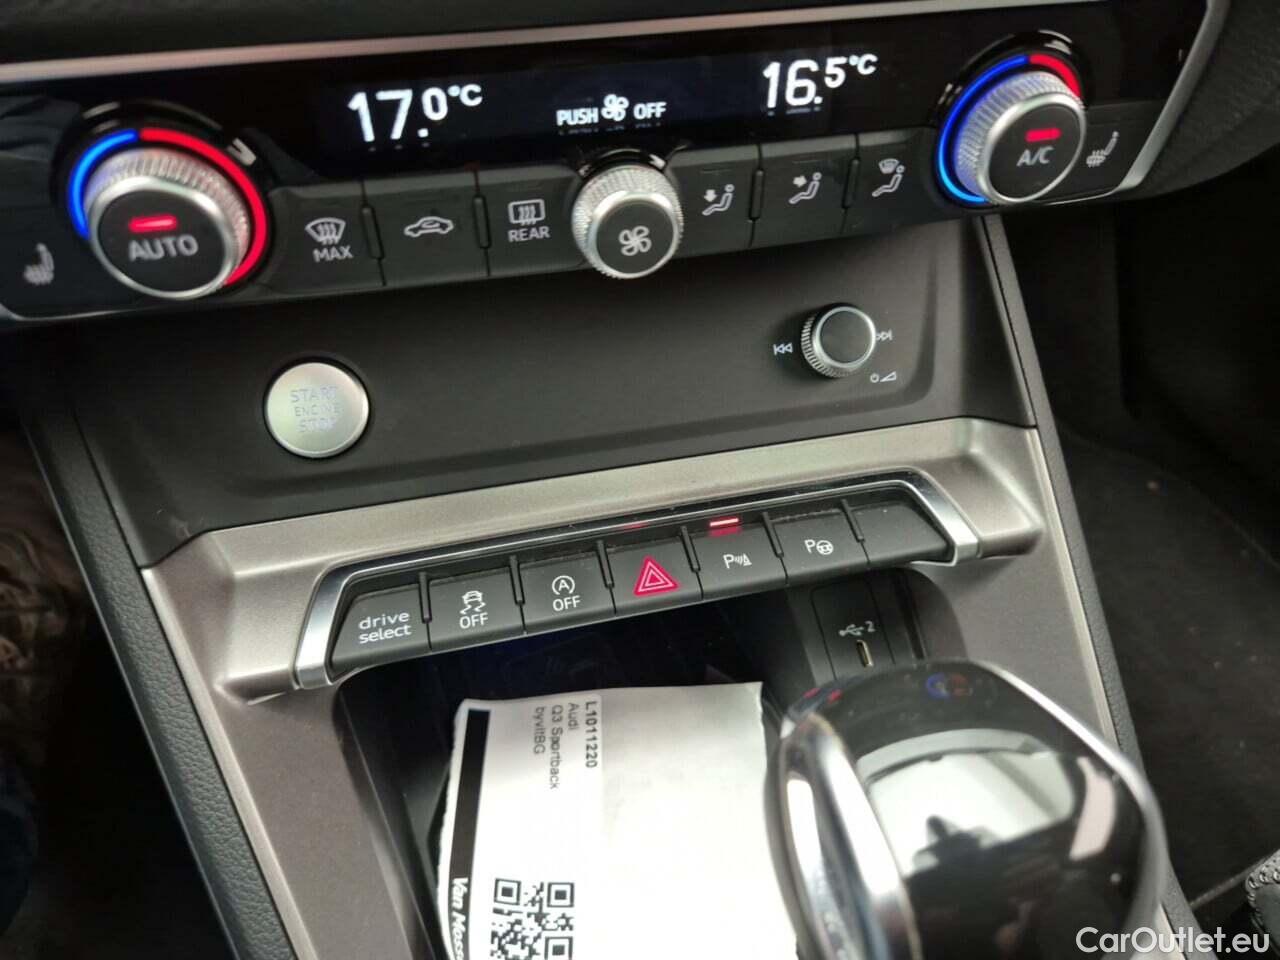 17.0°C
PUSH OFF
16.5°C
AUTO
MAX
REAR
A/C
START
ENGINE
STOP
drive
select
OFF
A
OFF
P
P
2
L1011220
Audi
Q3 Sportback
byvitBG
CarOutlet.eu